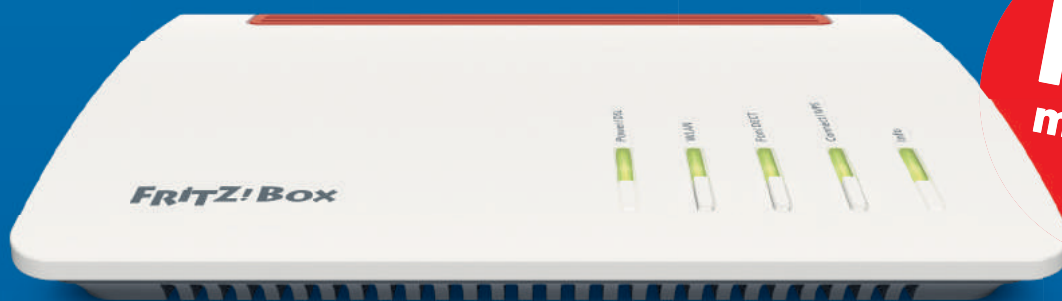 FRITZ!Box
Power/DSL
WLAN
Fon/DECT
Connect/WPS
Info